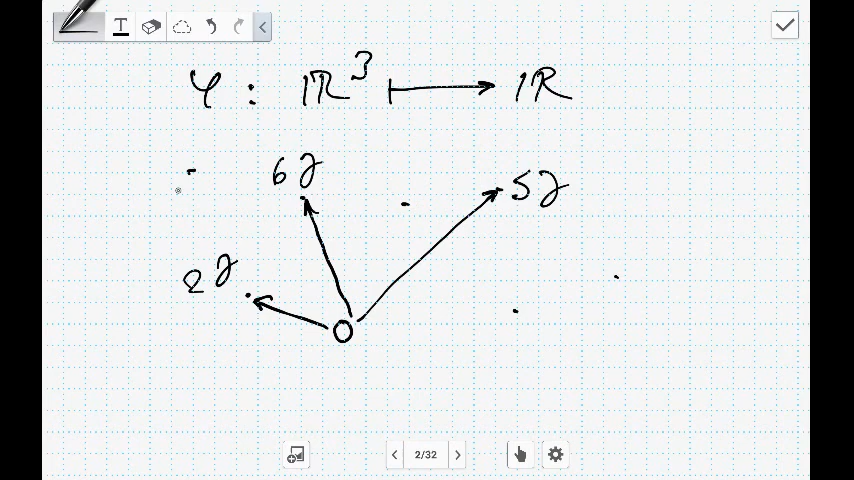 T
φ : ℝ³ ↦ ℝ
6J
5J
2J
O
2/32